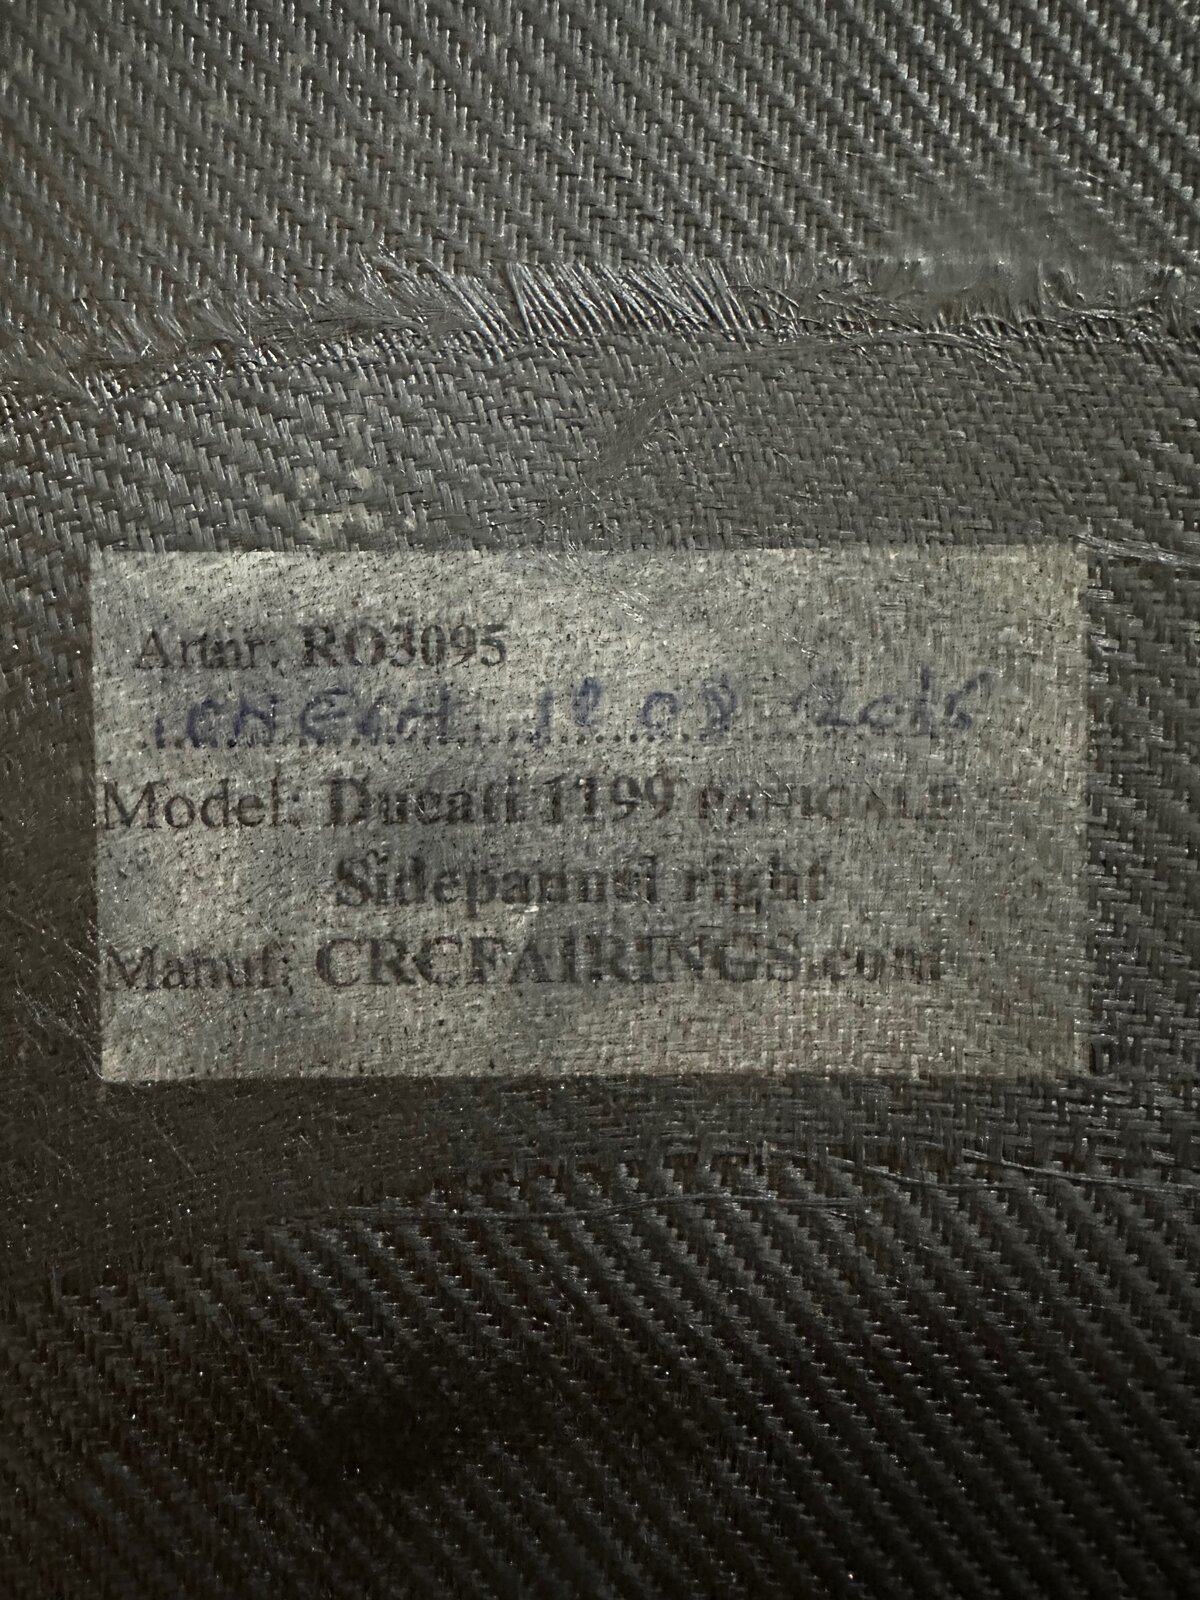 Artnr. RO3095
Model: Ducati 1199 PANIGALE
Sidepannel right
Manuf: CRCFAIRINGS.com